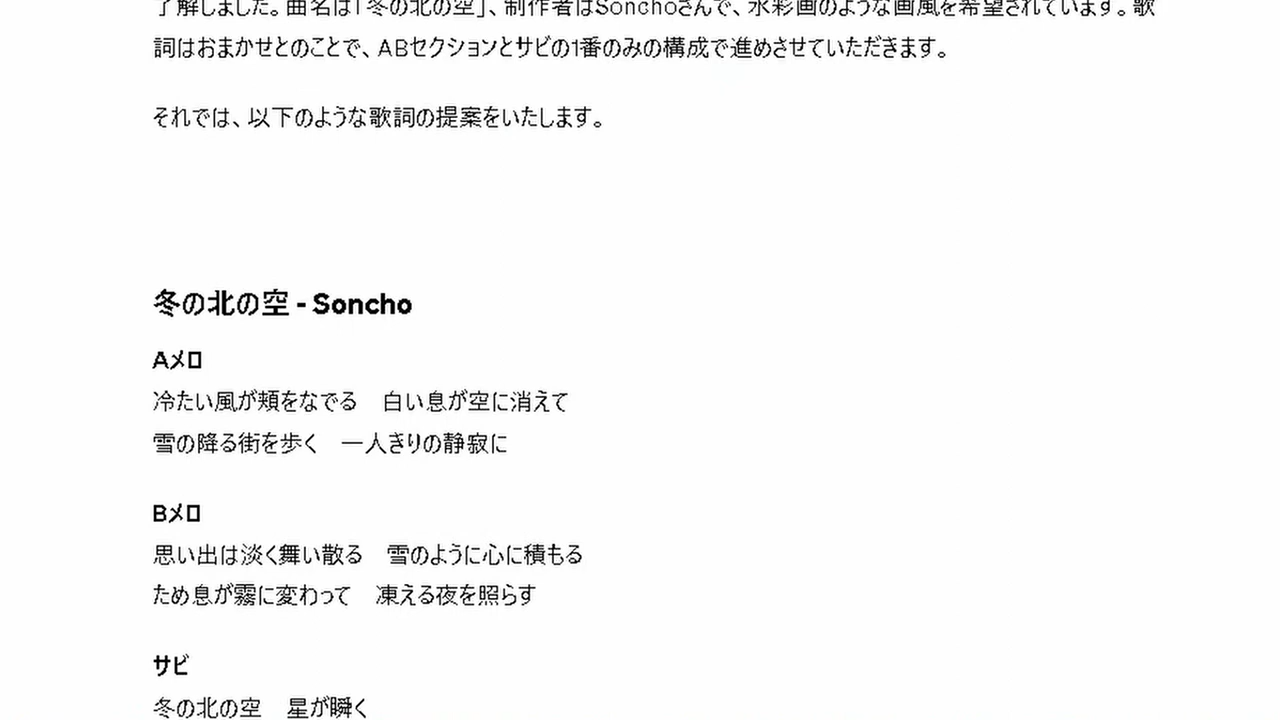 了解しました。曲名は「冬の北の空」、制作者はSonchoさんで、水彩画のような画風を希望されています。歌
詞はおまかせとのことで、ABセクションとサビの1番のみの構成で進めさせていただきます。
それでは、以下のような歌詞の提案をいたします。
冬の北の空 - Soncho
Aメロ
冷たい風が頬をなでる　白い息が空に消えて
雪の降る街を歩く　一人きりの静寂に
Bメロ
思い出は淡く舞い散る　雪のように心に積もる
ため息が霧に変わって　凍える夜を照らす
サビ
冬の北の空　星が瞬く